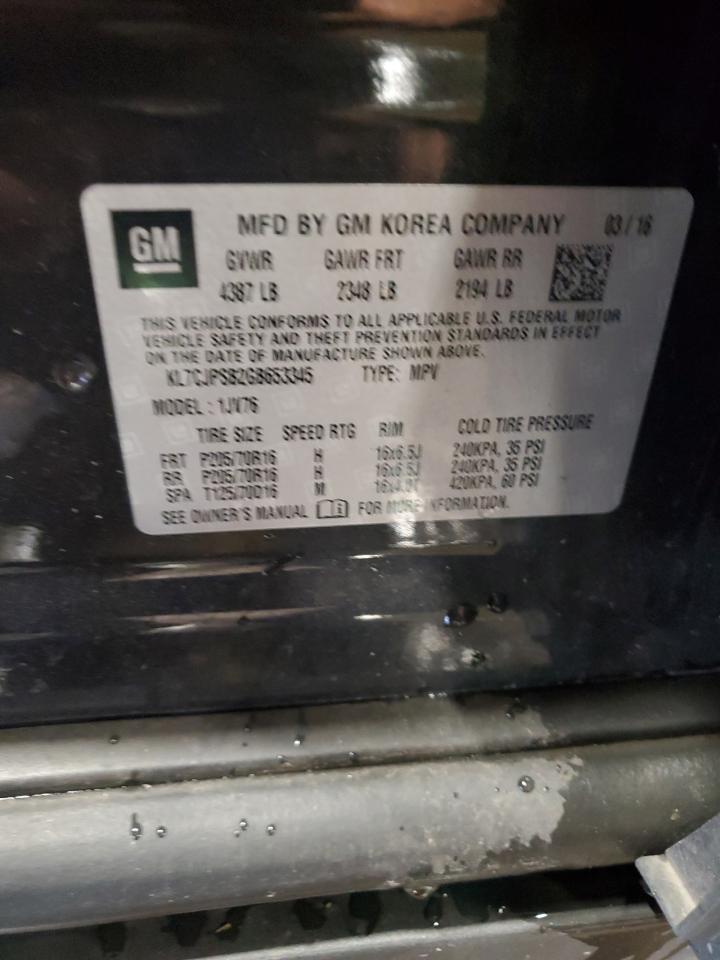 GM
MFD BY GM KOREA COMPANY 03/16
GVWR GAWR FRT GAWR RR
4387 LB 2348 LB 2194 LB
THIS VEHICLE CONFORMS TO ALL APPLICABLE U.S. FEDERAL MOTOR
VEHICLE SAFETY AND THEFT PREVENTION STANDARDS IN EFFECT
ON THE DATE OF MANUFACTURE SHOWN ABOVE.
KL7CJPSB2GB653345 TYPE: MPV
MODEL : 1JV76
TIRE SIZE SPEED RTG RIM COLD TIRE PRESSURE
FRT P205/70R16 H 16x6.5J 240KPA, 35 PSI
RR P205/70R16 H 16x6.5J 240KPA, 35 PSI
SPA T125/70D16 M 420KPA, 60 PSI
SEE OWNER'S MANUAL FOR MORE INFORMATION.